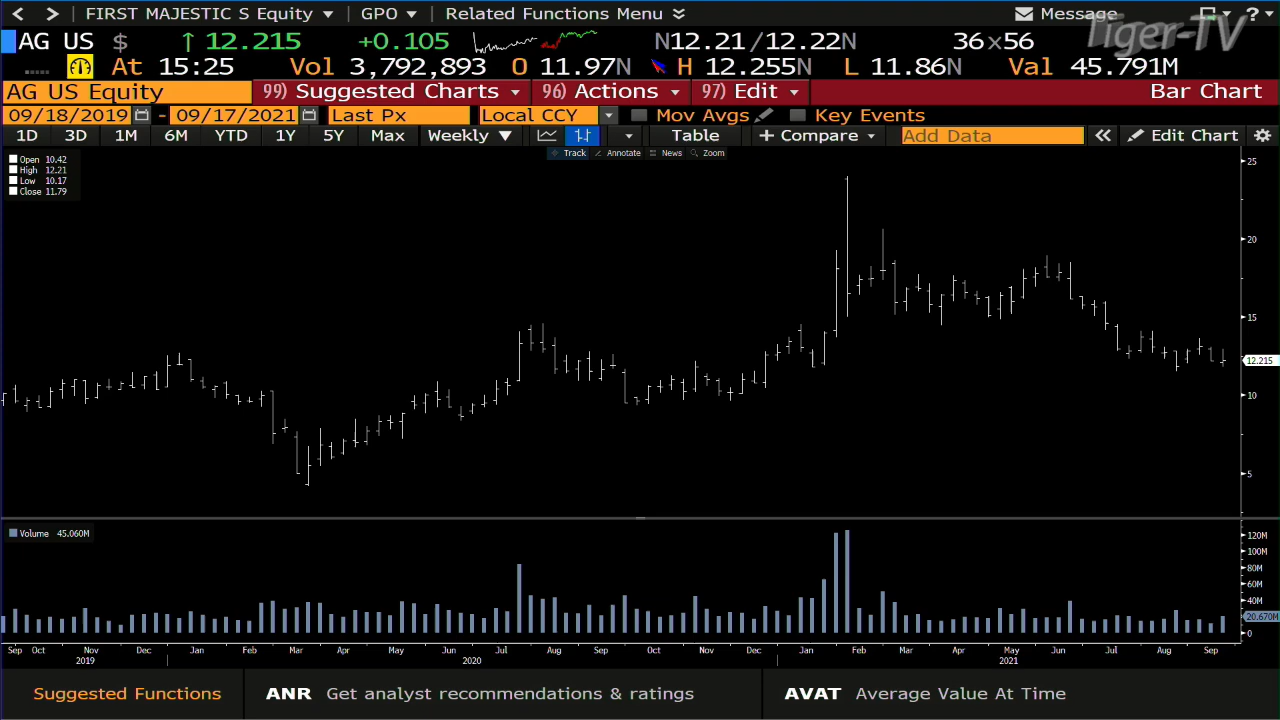 FIRST MAJESTIC S Equity GPO Related Functions Menu Message ?
Tiger-TV
AG US $ ↑ 12.215 +0.105 N12.21/12.22N 36x56
At 15:25 Vol 3,792,893 O 11.97N H 12.255N L 11.86N Val 45.791M
AG US Equity 99) Suggested Charts 96) Actions 97) Edit Bar Chart
09/18/2019 - 09/17/2021 Last Px Local CCY Mov Avgs Key Events
1D 3D 1M 6M YTD 1Y 5Y Max Weekly ▼ Table + Compare Add Data « Edit Chart
Track Annotate News Zoom
Open 10.42
High 12.21
Low 10.17
Close 11.79
25
20
15
12.215
10
5
Volume 45.060M
120M
100M
80M
60M
40M
20.670M
0
Sep Oct Nov Dec Jan Feb Mar Apr May Jun Jul Aug Sep Oct Nov Dec Jan Feb Mar Apr May Jun Jul Aug Sep
2019 2020 2021
Suggested Functions ANR Get analyst recommendations & ratings AVAT Average Value At Time